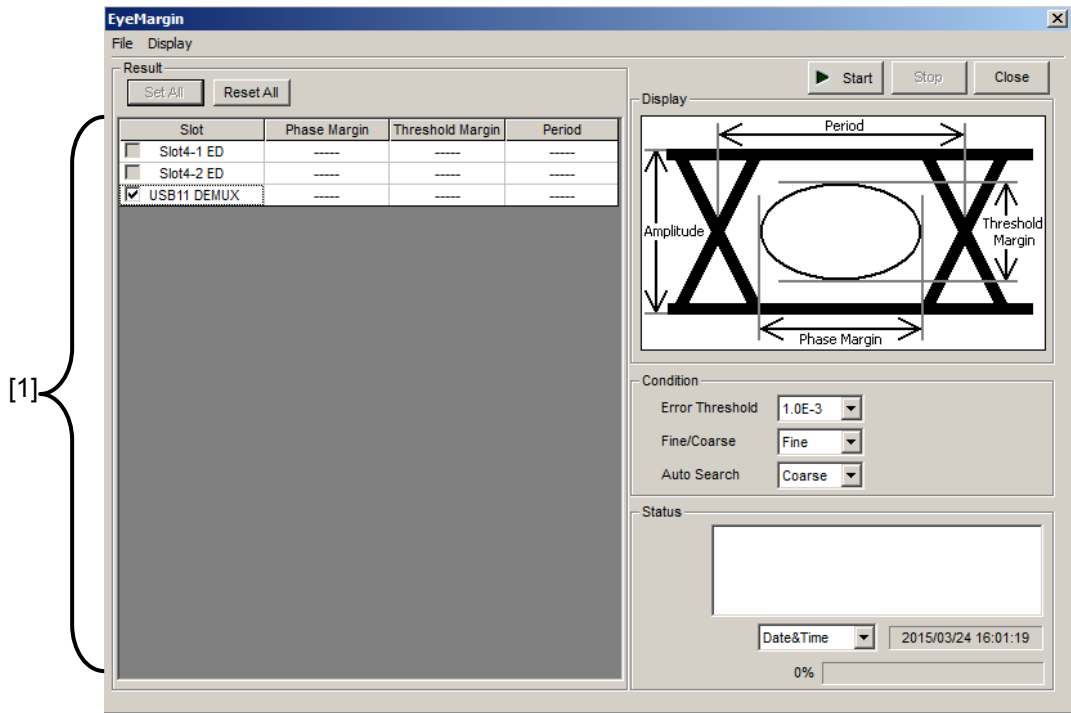 EyeMargin
File Display
Result
Set All Reset All
Start Stop Close
[1]
Slot Phase Margin Threshold Margin Period
Slot4-1 ED ----- ----- -----
Slot4-2 ED ----- ----- -----
USB11 DEMUX ----- ----- -----
Display
Period
Amplitude
Threshold
Margin
Phase Margin
Condition
Error Threshold 1.0E-3
Fine/Coarse Fine
Auto Search Coarse
Status
Date&Time 2015/03/24 16:01:19
0%